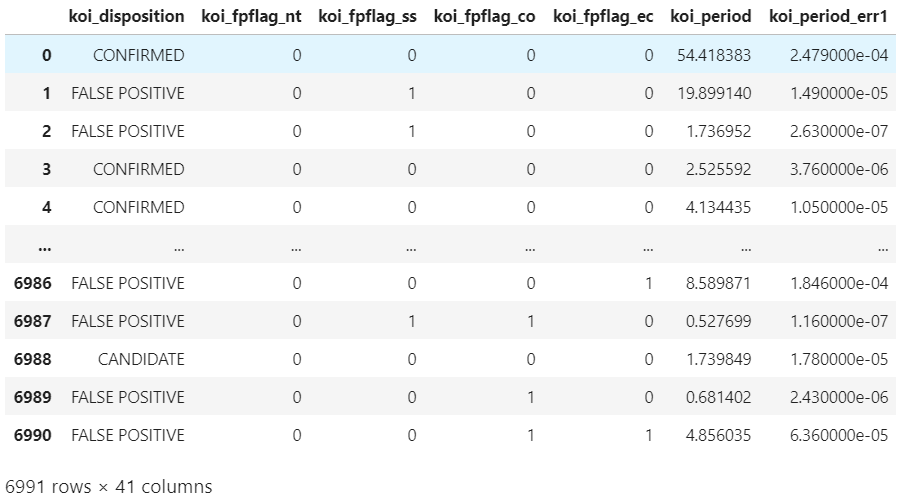 koi_disposition koi_fpflag_nt koi_fpflag_ss koi_fpflag_co koi_fpflag_ec koi_period koi_period_err1
0 CONFIRMED 0 0 0 0 54.418383 2.479000e-04
1 FALSE POSITIVE 0 1 0 0 19.899140 1.490000e-05
2 FALSE POSITIVE 0 1 0 0 1.736952 2.630000e-07
3 CONFIRMED 0 0 0 0 2.525592 3.760000e-06
4 CONFIRMED 0 0 0 0 4.134435 1.050000e-05
... ... ... ... ... ... ... ...
6986 FALSE POSITIVE 0 0 0 1 8.589871 1.846000e-04
6987 FALSE POSITIVE 0 1 1 0 0.527699 1.160000e-07
6988 CANDIDATE 0 0 0 0 1.739849 1.780000e-05
6989 FALSE POSITIVE 0 0 1 0 0.681402 2.430000e-06
6990 FALSE POSITIVE 0 0 1 1 4.856035 6.360000e-05
6991 rows × 41 columns